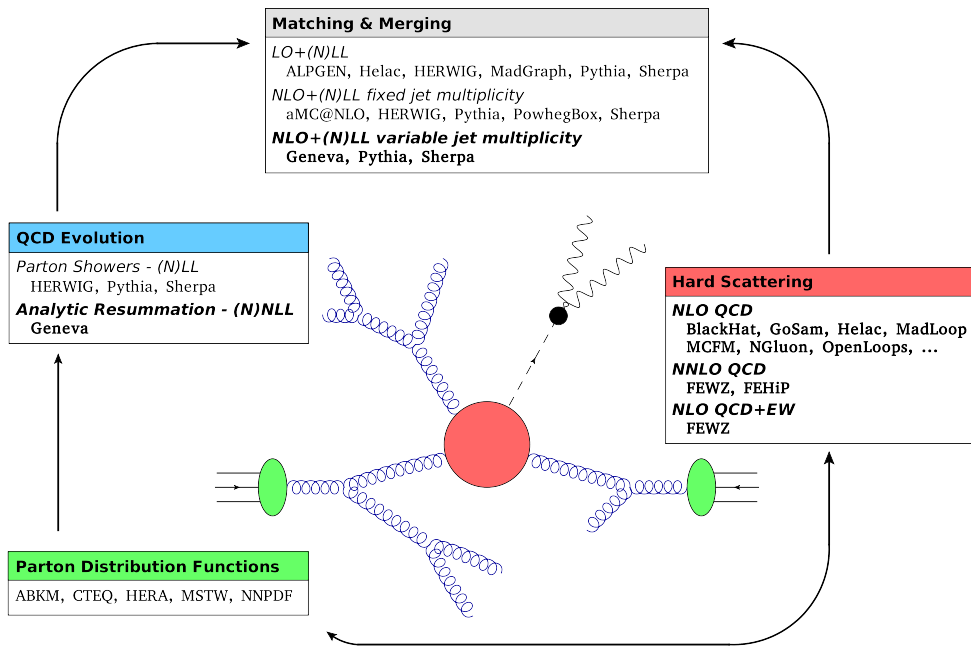 Matching & Merging
LO+(N)LL
ALPGEN, Helac, HERWIG, MadGraph, Pythia, Sherpa
NLO+(N)LL fixed jet multiplicity
aMC@NLO, HERWIG, Pythia, PowhegBox, Sherpa
NLO+(N)LL variable jet multiplicity
Geneva, Pythia, Sherpa
QCD Evolution
Parton Showers - (N)LL
HERWIG, Pythia, Sherpa
Analytic Resummation - (N)NLL
Geneva
Hard Scattering
NLO QCD
BlackHat, GoSam, Helac, MadLoop
MCFM, NGluon, OpenLoops, ...
NNLO QCD
FEWZ, FEHiP
NLO QCD+EW
FEWZ
Parton Distribution Functions
ABKM, CTEQ, HERA, MSTW, NNPDF